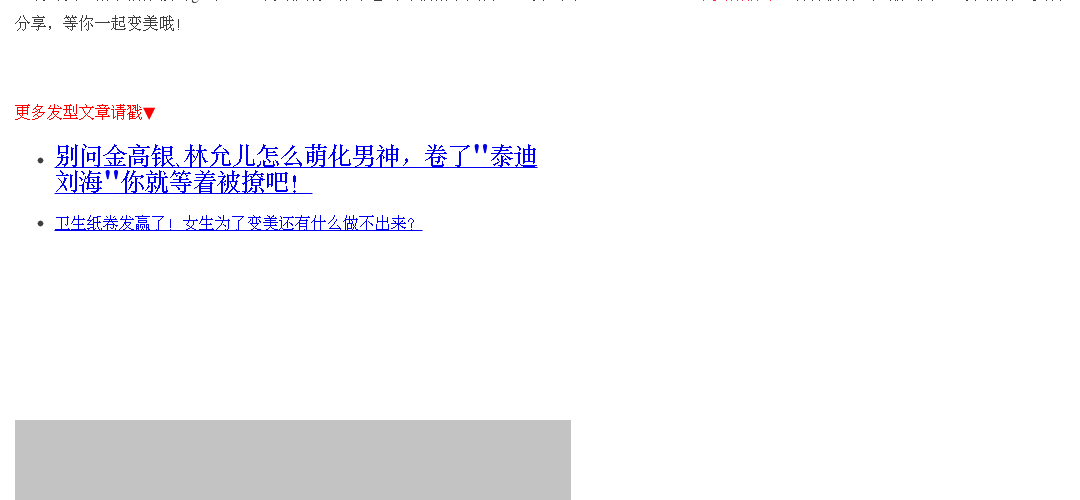 分享，等你一起变美哦!
更多发型文章请戳▼
别问金高银、林允儿怎么萌化男神，卷了"泰迪
刘海"你就等着被撩吧！
卫生纸卷发赢了！女生为了变美还有什么做不出来？